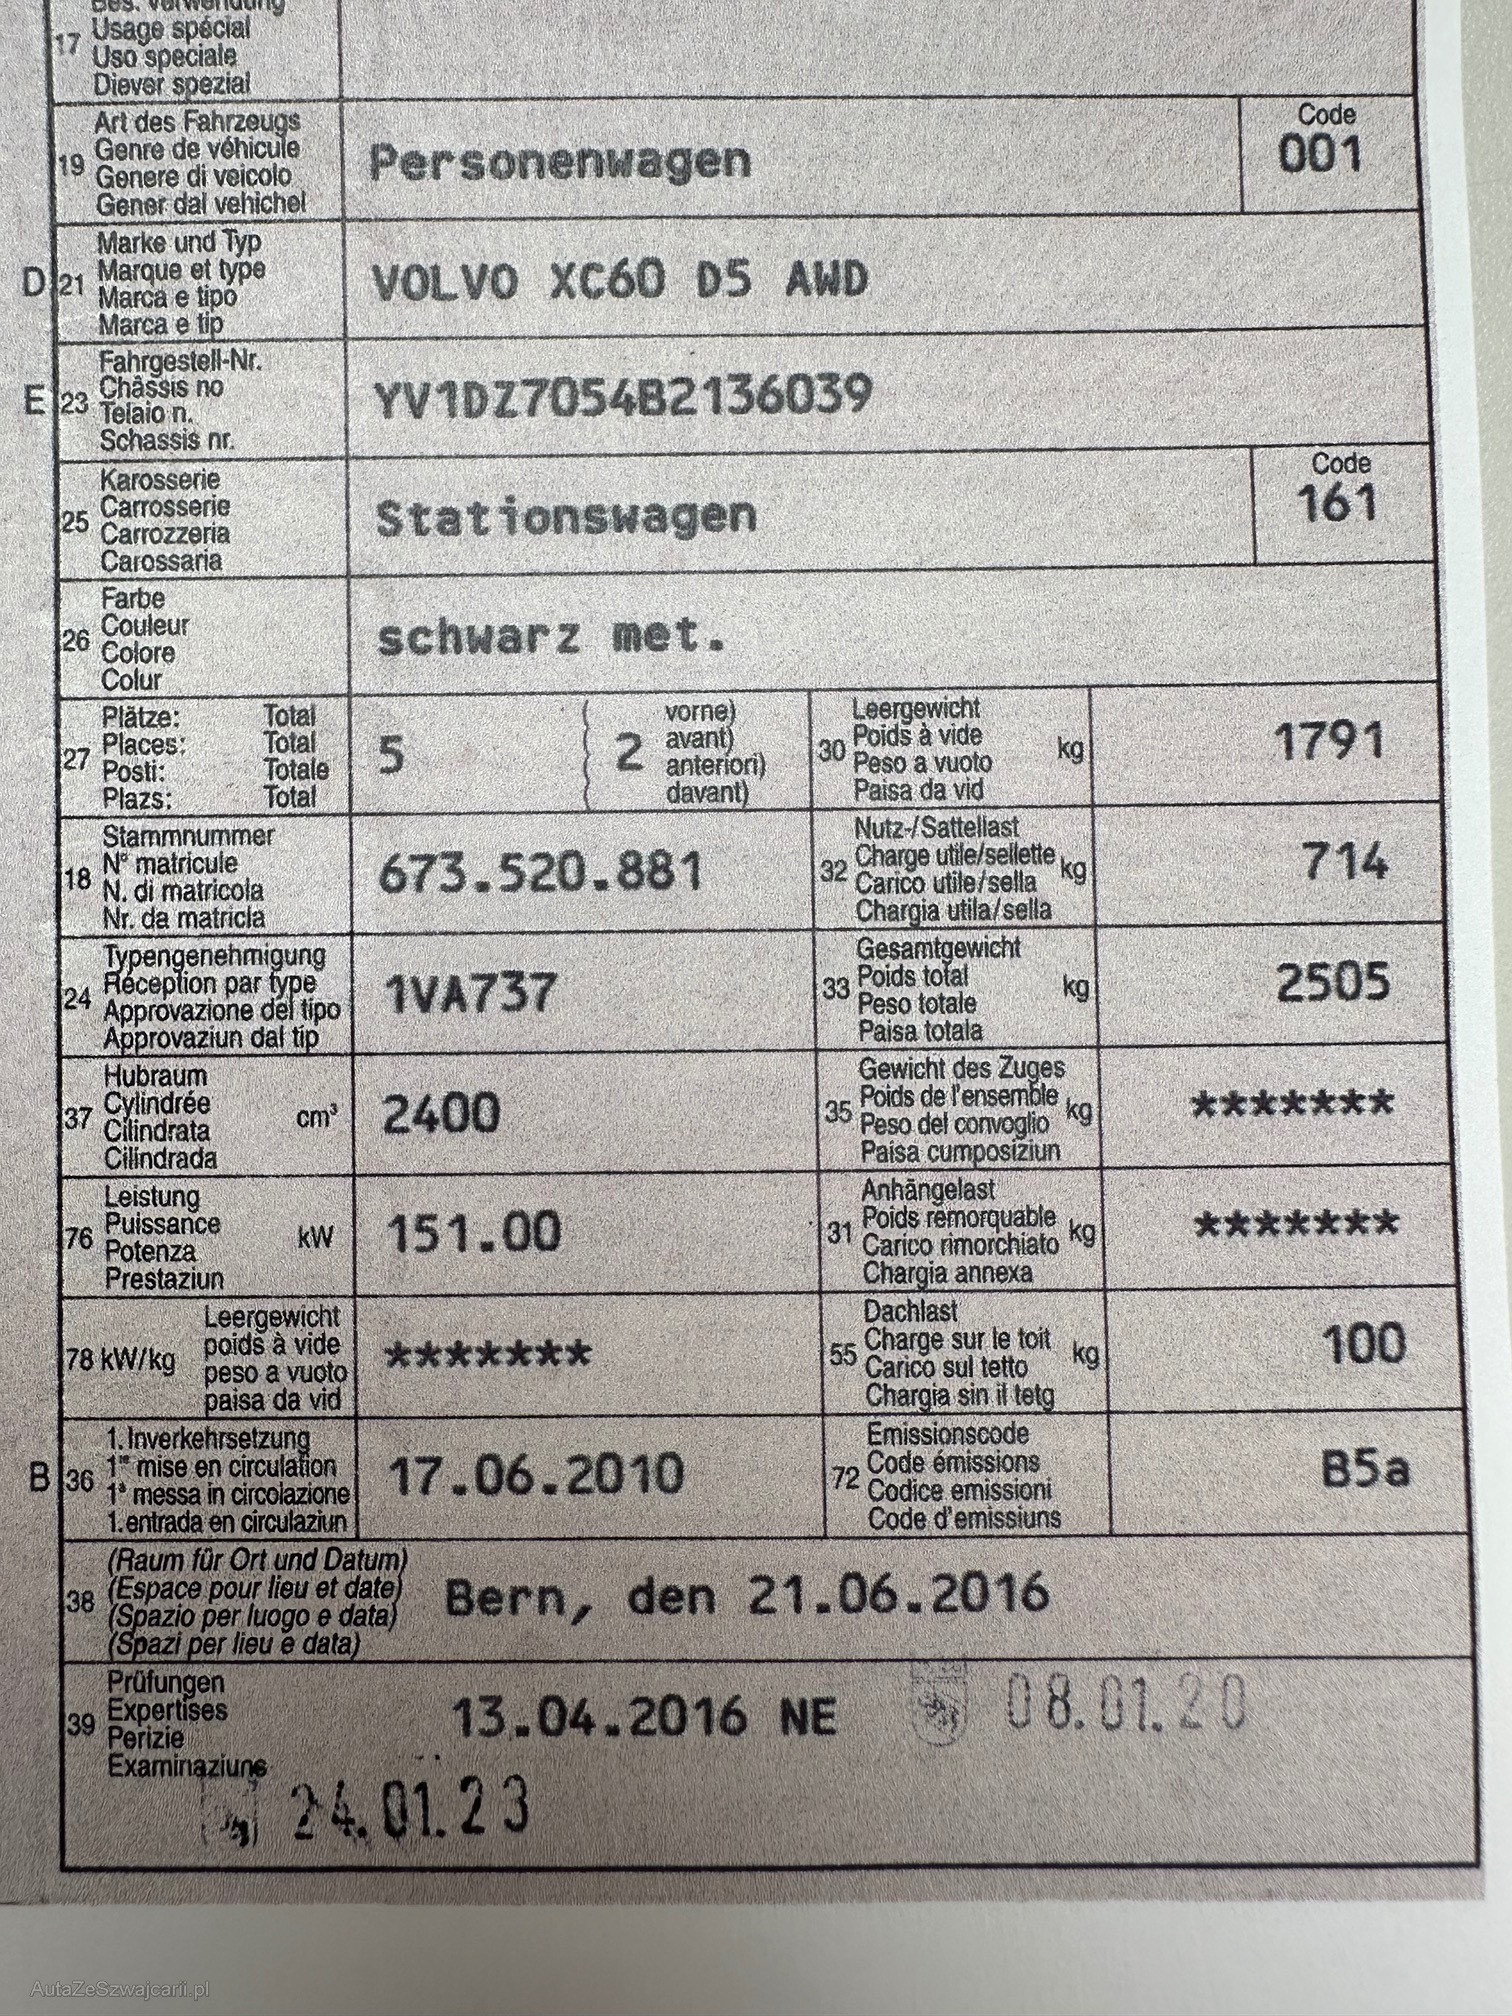 Bes. Verwendung
17 Usage spécial
Uso speciale
Diever spezial
Art des Fahrzeugs
19 Genre de véhicule
Genere di veicolo
Gener dal vehichel
Personenwagen
Code
001
Marke und Typ
D 21 Marque et type
Marca e tipo
Marca e tip
VOLVO XC60 D5 AWD
Fahrgestell-Nr.
E 23 Châssis no
Telaio n.
Schassis nr.
YV1DZ7054B2136039
Karosserie
25 Carrosserie
Carrozzeria
Carossaria
Stationswagen
Code
161
Farbe
26 Couleur
Colore
Colur
schwarz met.
Plätze: Total
27 Places: Total
Posti: Totale
Plazs: Total
5
2
vorne)
avant)
anteriori)
davant)
Leergewicht
30 Poids à vide kg
Peso a vuoto
Paisa da vid
1791
Stammnummer
18 N° matricule
N. di matricola
Nr. da matricla
673.520.881
Nutz-/Sattellast
32 Charge utile/sellette kg
Carico utile/sella
Chargia utila/sella
714
Typengenehmigung
24 Réception par type
Approvazione del tipo
Approvaziun dal tip
1VA737
Gesamtgewicht
33 Poids total kg
Peso totale
Paisa totala
2505
Hubraum
37 Cylindrée cm³
Cilindrata
Cilindrada
2400
Gewicht des Zuges
35 Poids de l'ensemble kg
Peso del convoglio
Paisa cumposiziun
*******
Leistung
76 Puissance kW
Potenza
Prestaziun
151.00
Anhängelast
31 Poids remorquable kg
Carico rimorchiato
Chargia annexa
*******
Leergewicht
78 kW/kg poids à vide
peso a vuoto
paisa da vid
*******
Dachlast
55 Charge sur le toit kg
Carico sul tetto
Chargia sin il tetg
100
1. Inverkehrsetzung
B 36 1re mise en circulation
1a messa in circolazione
1. entrada en circulaziun
17.06.2010
Emissionscode
72 Code émissions
Codice emissioni
Code d'emissiuns
B5a
(Raum für Ort und Datum)
38 (Espace pour lieu et date)
(Spazio per luogo e data)
(Spazi per lieu e data)
Bern, den 21.06.2016
Prüfungen
39 Expertises
Perizie
Examinaziuns
13.04.2016 NE
08.01.20
24.01.23
AutaZeSzwajcarii.pl